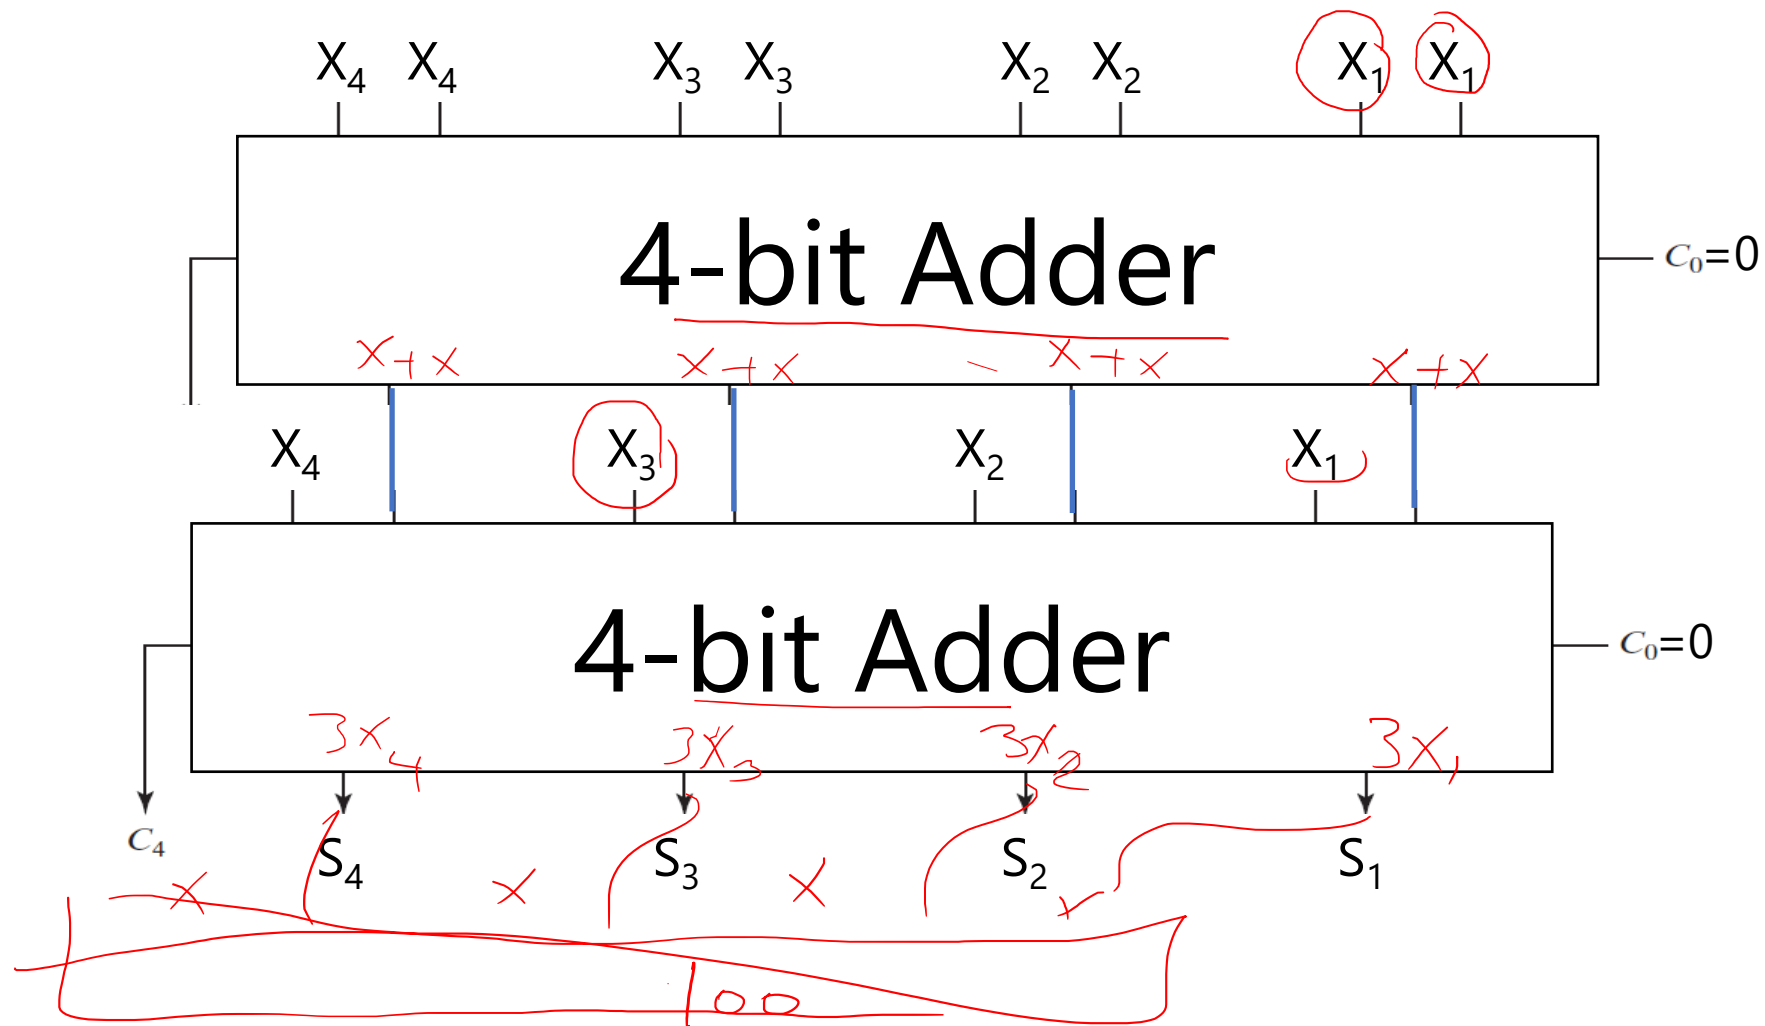 X₄ X₄ X₃ X₃ X₂ X₂ X₁ X₁
4-bit Adder
C₀=0
x+x x+x - x+x x+x
X₄ X₃ X₂ X₁
4-bit Adder
C₀=0
3x₄ 3x₃ 3x₂ 3x₁
C₄ S₄ S₃ S₂ S₁
x x x
100